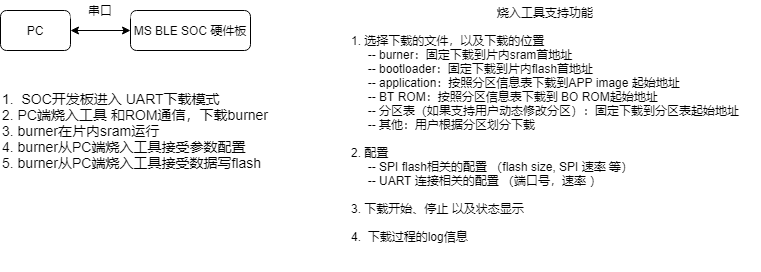 串口
PC
MS BLE SOC 硬件板
1. SOC开发板进入 UART下载模式
2. PC端烧入工具 和ROM通信，下载burner
3. burner在片内sram运行
4. burner从PC端烧入工具接受参数配置
5. burner从PC端烧入工具接受数据写flash
烧入工具支持功能
1. 选择下载的文件，以及下载的位置
-- burner：固定下载到片内sram首地址
-- bootloader：固定下载到片内flash首地址
-- application：按照分区信息表下载到APP image 起始地址
-- BT ROM：按照分区信息表下载到 BO ROM起始地址
-- 分区表（如果支持用户动态修改分区）：固定下载到分区表起始地址
-- 其他：用户根据分区划分下载
2. 配置
-- SPI flash相关的配置 （flash size, SPI 速率 等）
-- UART 连接相关的配置 （端口号，速率 ）
3. 下载开始、停止 以及状态显示
4. 下载过程的log信息